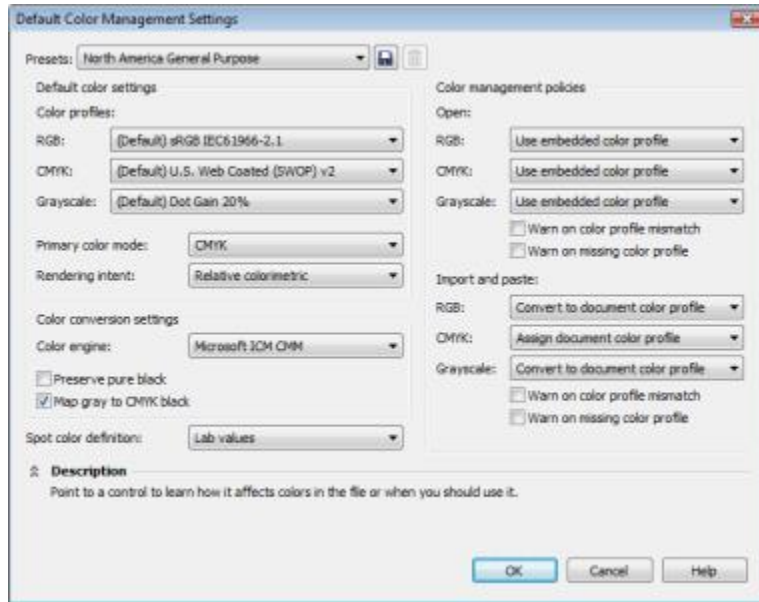 Default Color Management Settings
Presets: North America General Purpose
Default color settings
Color profiles:
RGB: (Default) sRGB IEC61966-2.1
CMYK: (Default) U.S. Web Coated (SWOP) v2
Grayscale: (Default) Dot Gain 20%
Primary color mode: CMYK
Rendering intent: Relative colorimetric
Color conversion settings
Color engine: Microsoft ICM CMM
Preserve pure black
Map gray to CMYK black
Spot color definition: Lab values
Color management policies
Open:
RGB: Use embedded color profile
CMYK: Use embedded color profile
Grayscale: Use embedded color profile
Warn on color profile mismatch
Warn on missing color profile
Import and paste:
RGB: Convert to document color profile
CMYK: Assign document color profile
Grayscale: Convert to document color profile
Warn on color profile mismatch
Warn on missing color profile
Description
Point to a control to learn how it affects colors in the file or when you should use it.
OK Cancel Help